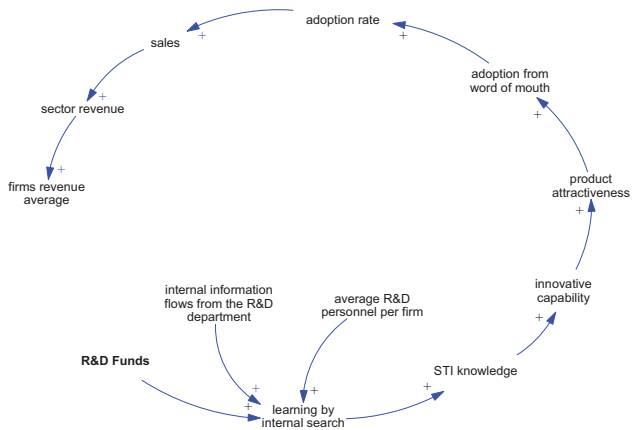 adoption rate
+
sales
+
adoption from
word of mouth
+
sector revenue
+
+
firms revenue
average
product
attractiveness
+
innovative
capability
+
internal information
flows from the R&D
department
average R&D
personnel per firm
R&D Funds
STI knowledge
+
+
+
+
learning by
internal search